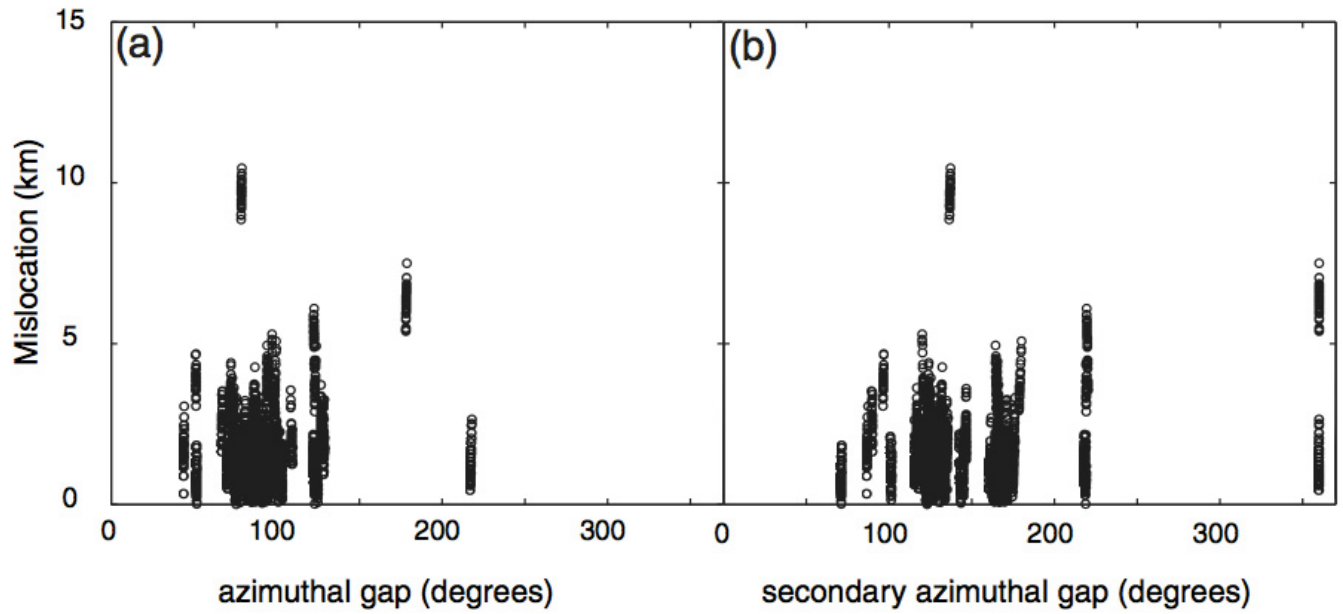 15
(a)
(b)
10
Mislocation (km)
5
0
0 100 200 300 0 100 200 300
azimuthal gap (degrees) secondary azimuthal gap (degrees)